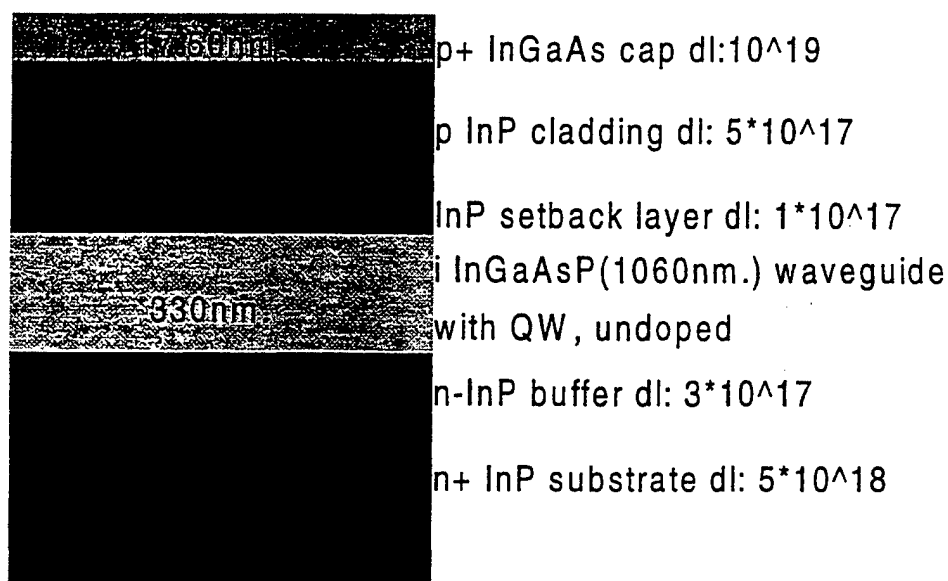 p+ InGaAs cap dl:10^19
p InP cladding dl: 5*10^17
InP setback layer dl: 1*10^17
i InGaAsP(1060nm.) waveguide
330nm
with QW, undoped
n-InP buffer dl: 3*10^17
n+ InP substrate dl: 5*10^18